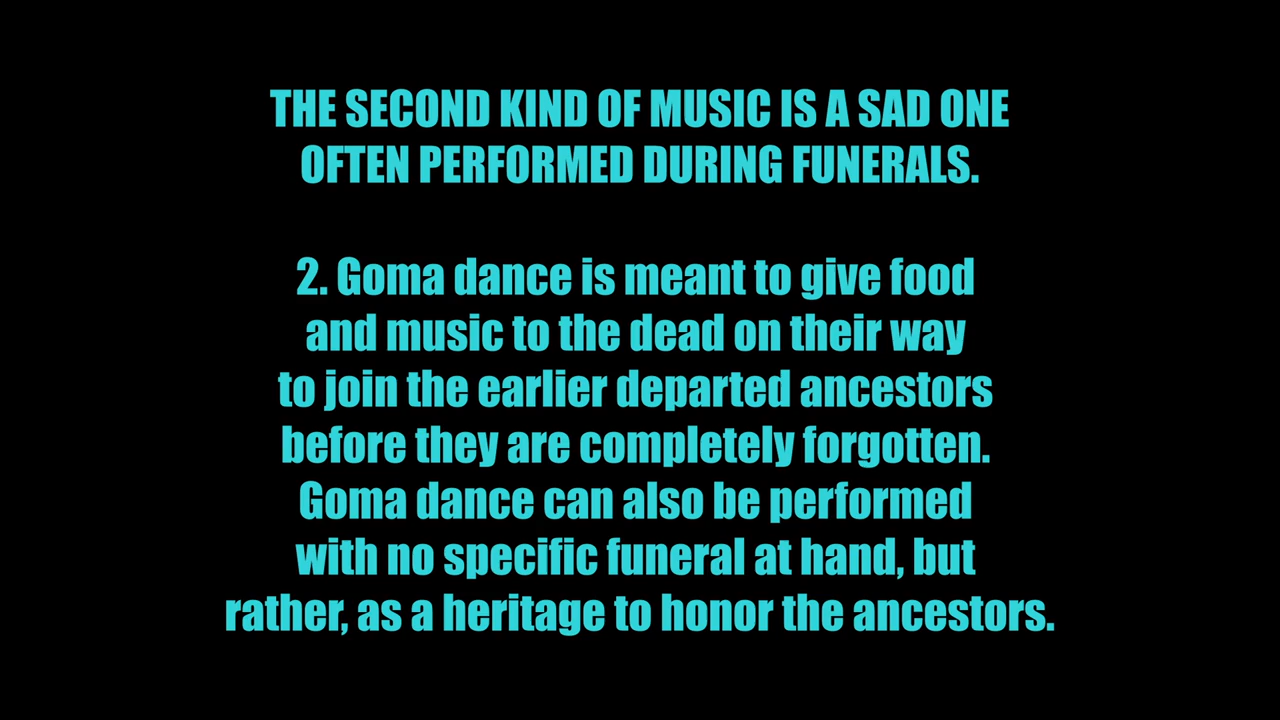 THE SECOND KIND OF MUSIC IS A SAD ONE
OFTEN PERFORMED DURING FUNERALS.
2. Goma dance is meant to give food
and music to the dead on their way
to join the earlier departed ancestors
before they are completely forgotten.
Goma dance can also be performed
with no specific funeral at hand, but
rather, as a heritage to honor the ancestors.